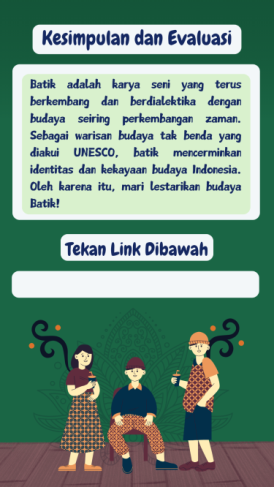 Kesimpulan dan Evaluasi
Batik adalah karya seni yang terus
berkembang dan berdialektika dengan
budaya seiring perkembangan zaman.
Sebagai warisan budaya tak benda yang
diakui UNESCO, batik mencerminkan
identitas dan kekayaan budaya Indonesia.
Oleh karena itu, mari lestarikan budaya
Batik!
Tekan Link Dibawah